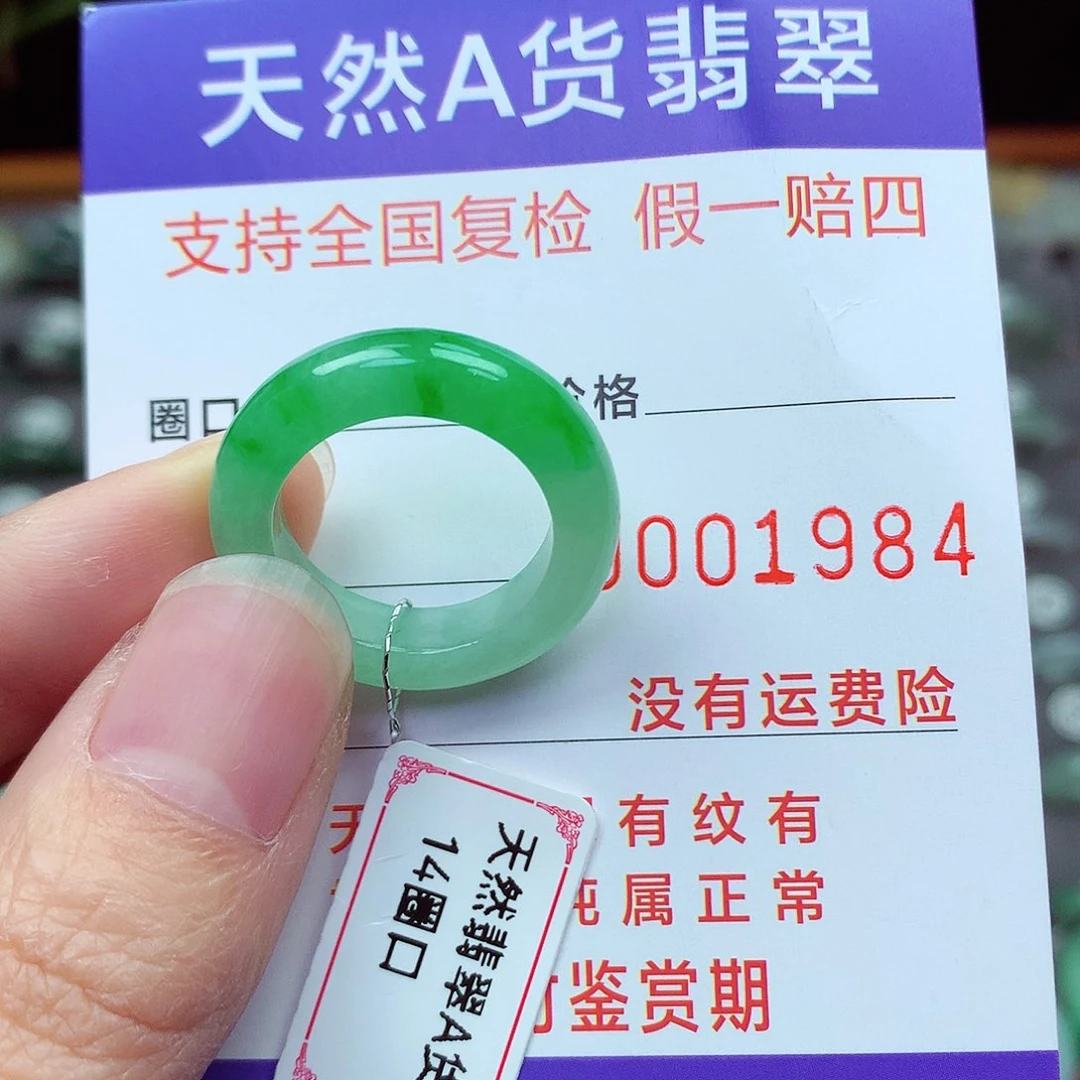 天然A货翡翠
支持全国复检 假一赔四
圈口
格
001984
没有运费险
有纹有
属正常
鉴赏期
天然翡翠A货
14圈口